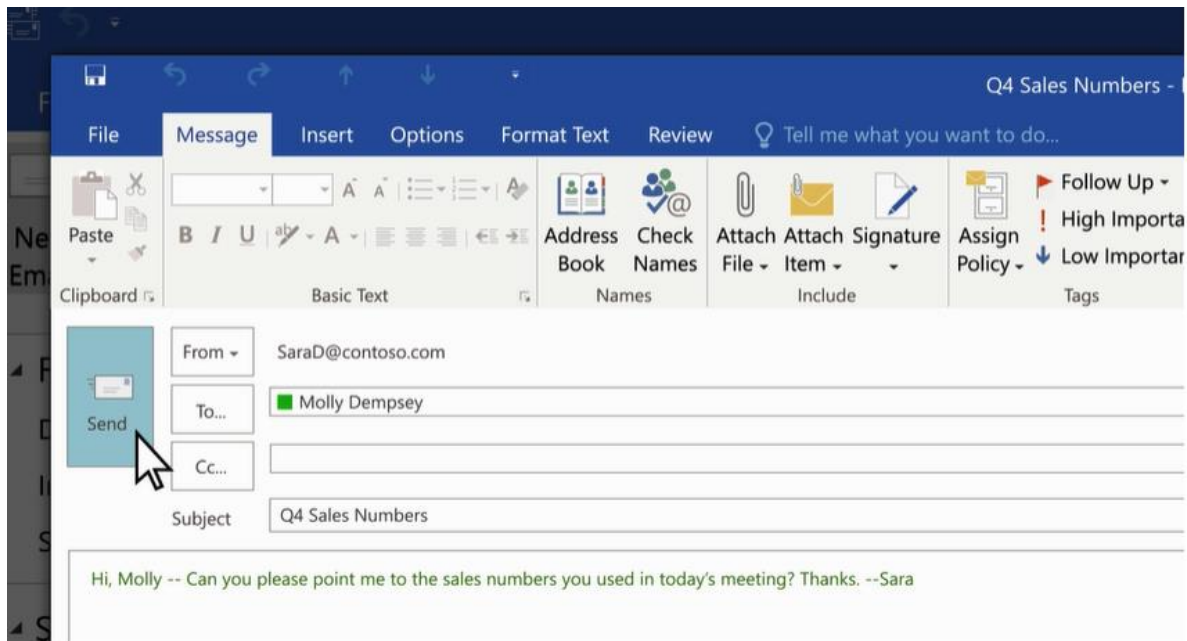 Q4 Sales Numbers -
File Message Insert Options Format Text Review Tell me what you want to do...
Follow Up
Paste
B I U A
Address Book
Check Names
Attach File
Attach Item
Signature
Assign Policy
High Importa
Low Importan
Clipboard
Basic Text
Names
Include
Tags
Ne
Em
Send
From
SaraD@contoso.com
To...
Molly Dempsey
Cc...
Subject
Q4 Sales Numbers
Hi, Molly -- Can you please point me to the sales numbers you used in today's meeting? Thanks. --Sara